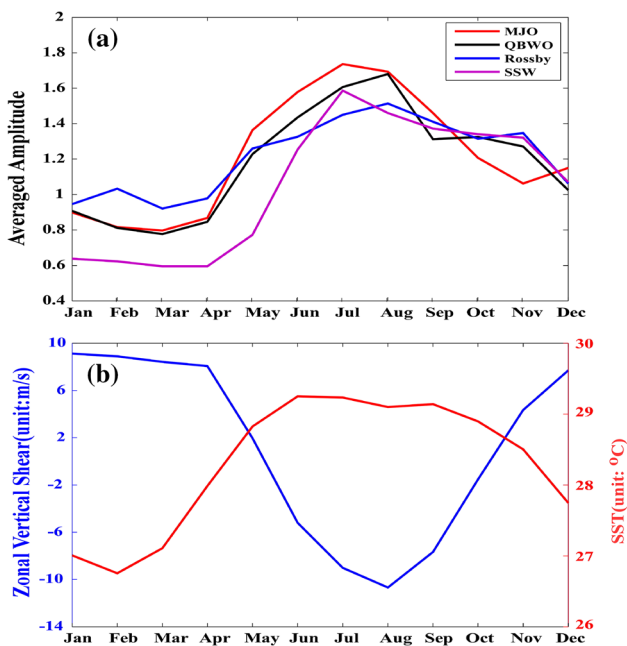 (a)
MJO
QBWO
Rossby
SSW
Averaged Amplitude
2
1.8
1.6
1.4
1.2
1
0.8
0.6
0.4
Jan Feb Mar Apr May Jun Jul Aug Sep Oct Nov Dec
(b)
Zonal Vertical Shear(unit:m/s)
10
6
2
-2
-6
-10
-14
30
29
28
27
26
SST(unit: °C)
Jan Feb Mar Apr May Jun Jul Aug Sep Oct Nov Dec